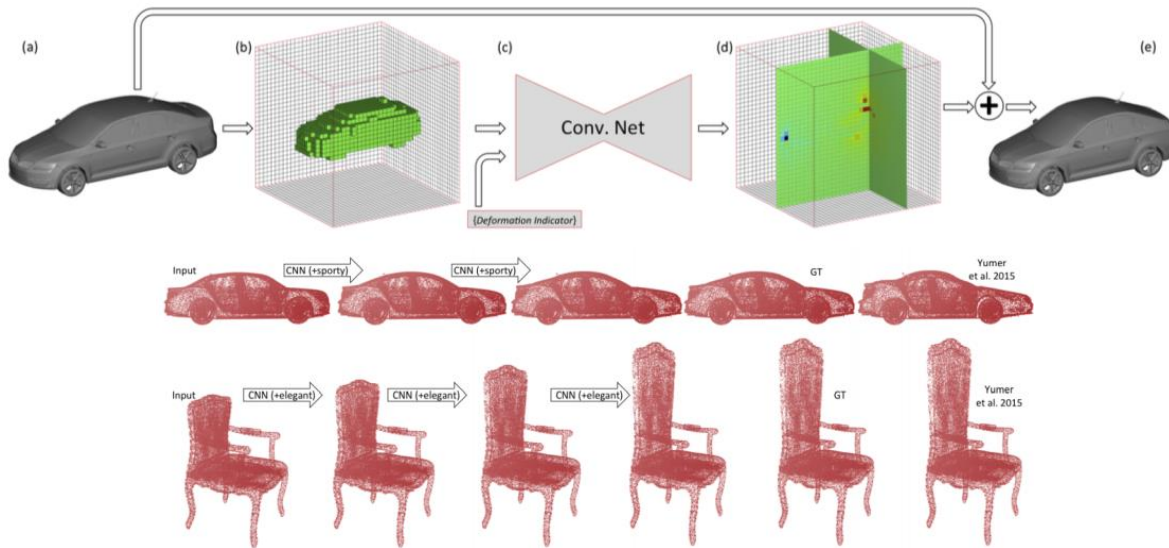 (a)
(b)
(c)
(d)
(e)
Conv. Net
{Deformation Indicator}
Input
CNN (+sporty)
CNN (+sporty)
GT
Yumer
et al. 2015
Input
CNN (+elegant)
CNN (+elegant)
CNN (+elegant)
GT
Yumer
et al. 2015